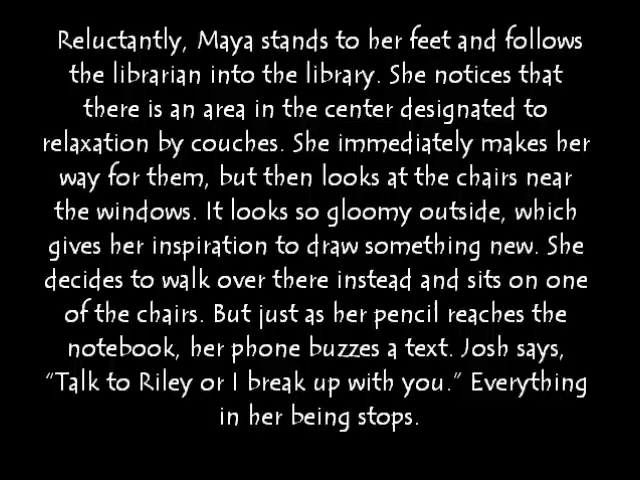 Reluctantly, Maya stands to her feet and follows
the librarian into the library. She notices that
there is an area in the center designated to
relaxation by couches. She immediately makes her
way for them, but then looks at the chairs near
the windows. It looks so gloomy outside, which
gives her inspiration to draw something new. She
decides to walk over there instead and sits on one
of the chairs. But just as her pencil reaches the
notebook, her phone buzzes a text. Josh says,
“Talk to Riley or I break up with you.” Everything
in her being stops.